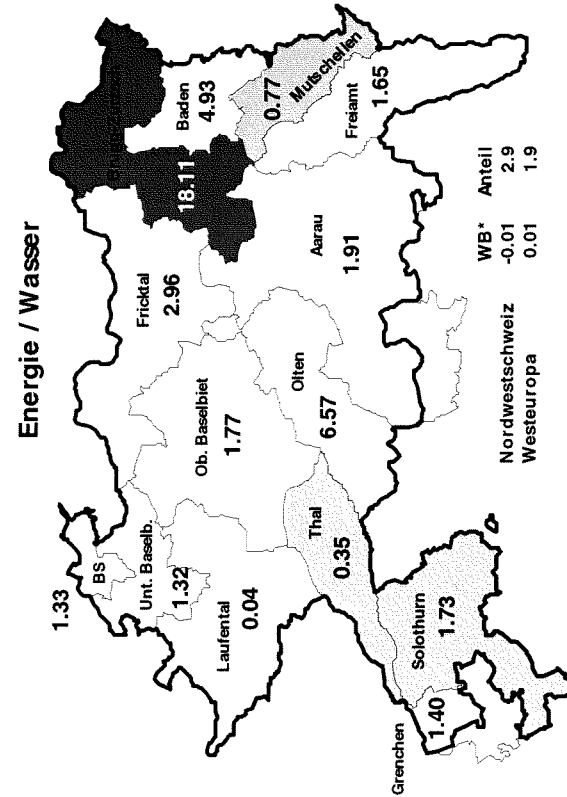 Energie / Wasser
1.33
BS
Unt. Baselb.
1.32
Laufental
0.04
Ob. Baselbiet
1.77
Fricktal
2.96
18.11
Baden
4.93
0.77
Mutschellen
Freiamt
1.65
Aarau
1.91
Olten
6.57
Thal
0.35
Solothurn
1.73
Grenchen
1.40
WB* Anteil
Nordwestschweiz -0.01 2.9
Westeuropa 0.01 1.9